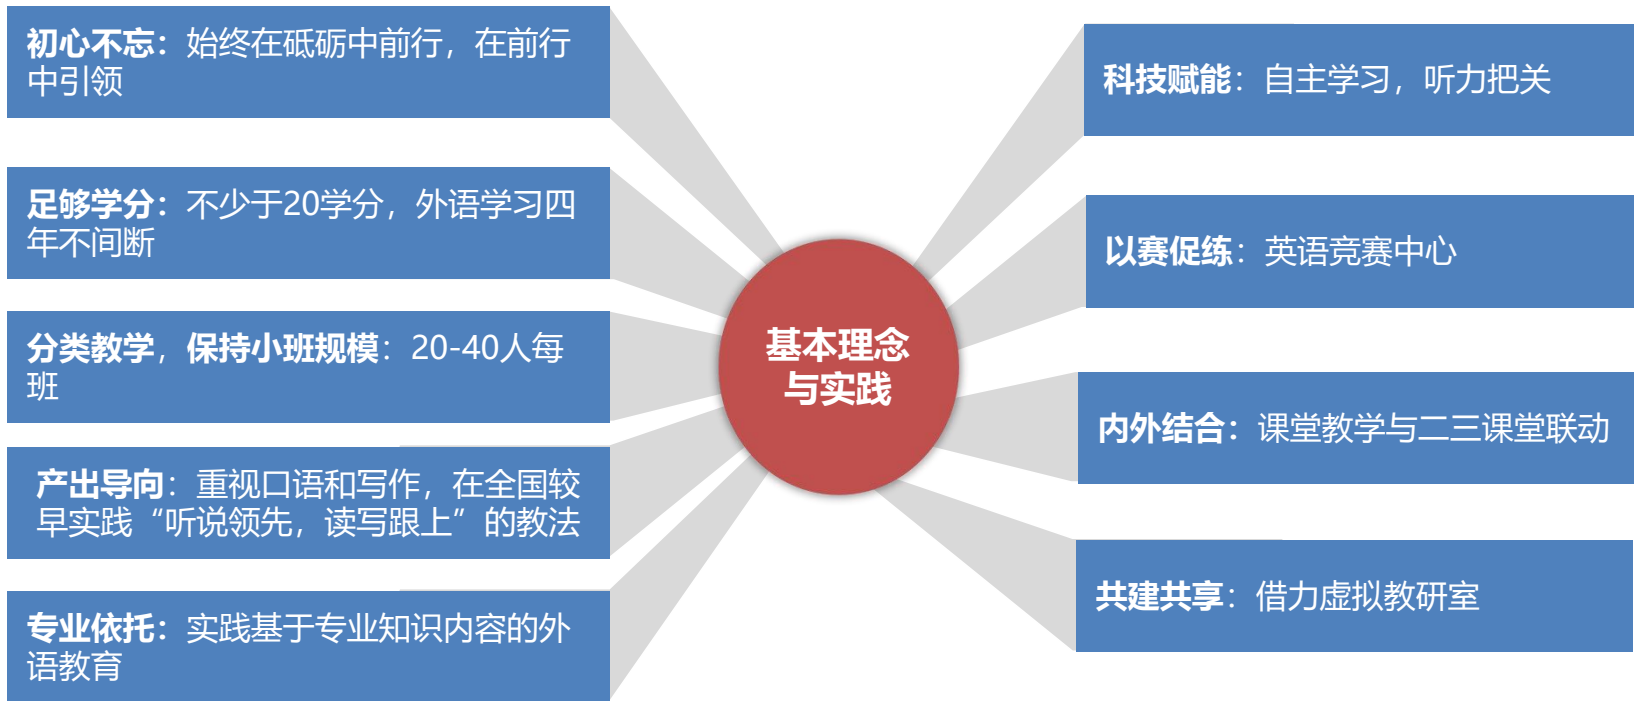 初心不忘：始终在砥砺中前行，在前行
中引领
足够学分：不少于20学分，外语学习四
年不间断
分类教学，保持小班规模：20-40人每
班
产出导向：重视口语和写作，在全国较
早实践“听说领先，读写跟上”的教法
专业依托：实践基于专业知识内容的外
语教育
基本理念
与实践
科技赋能：自主学习，听力把关
以赛促练：英语竞赛中心
内外结合：课堂教学与二三课堂联动
共建共享：借力虚拟教研室